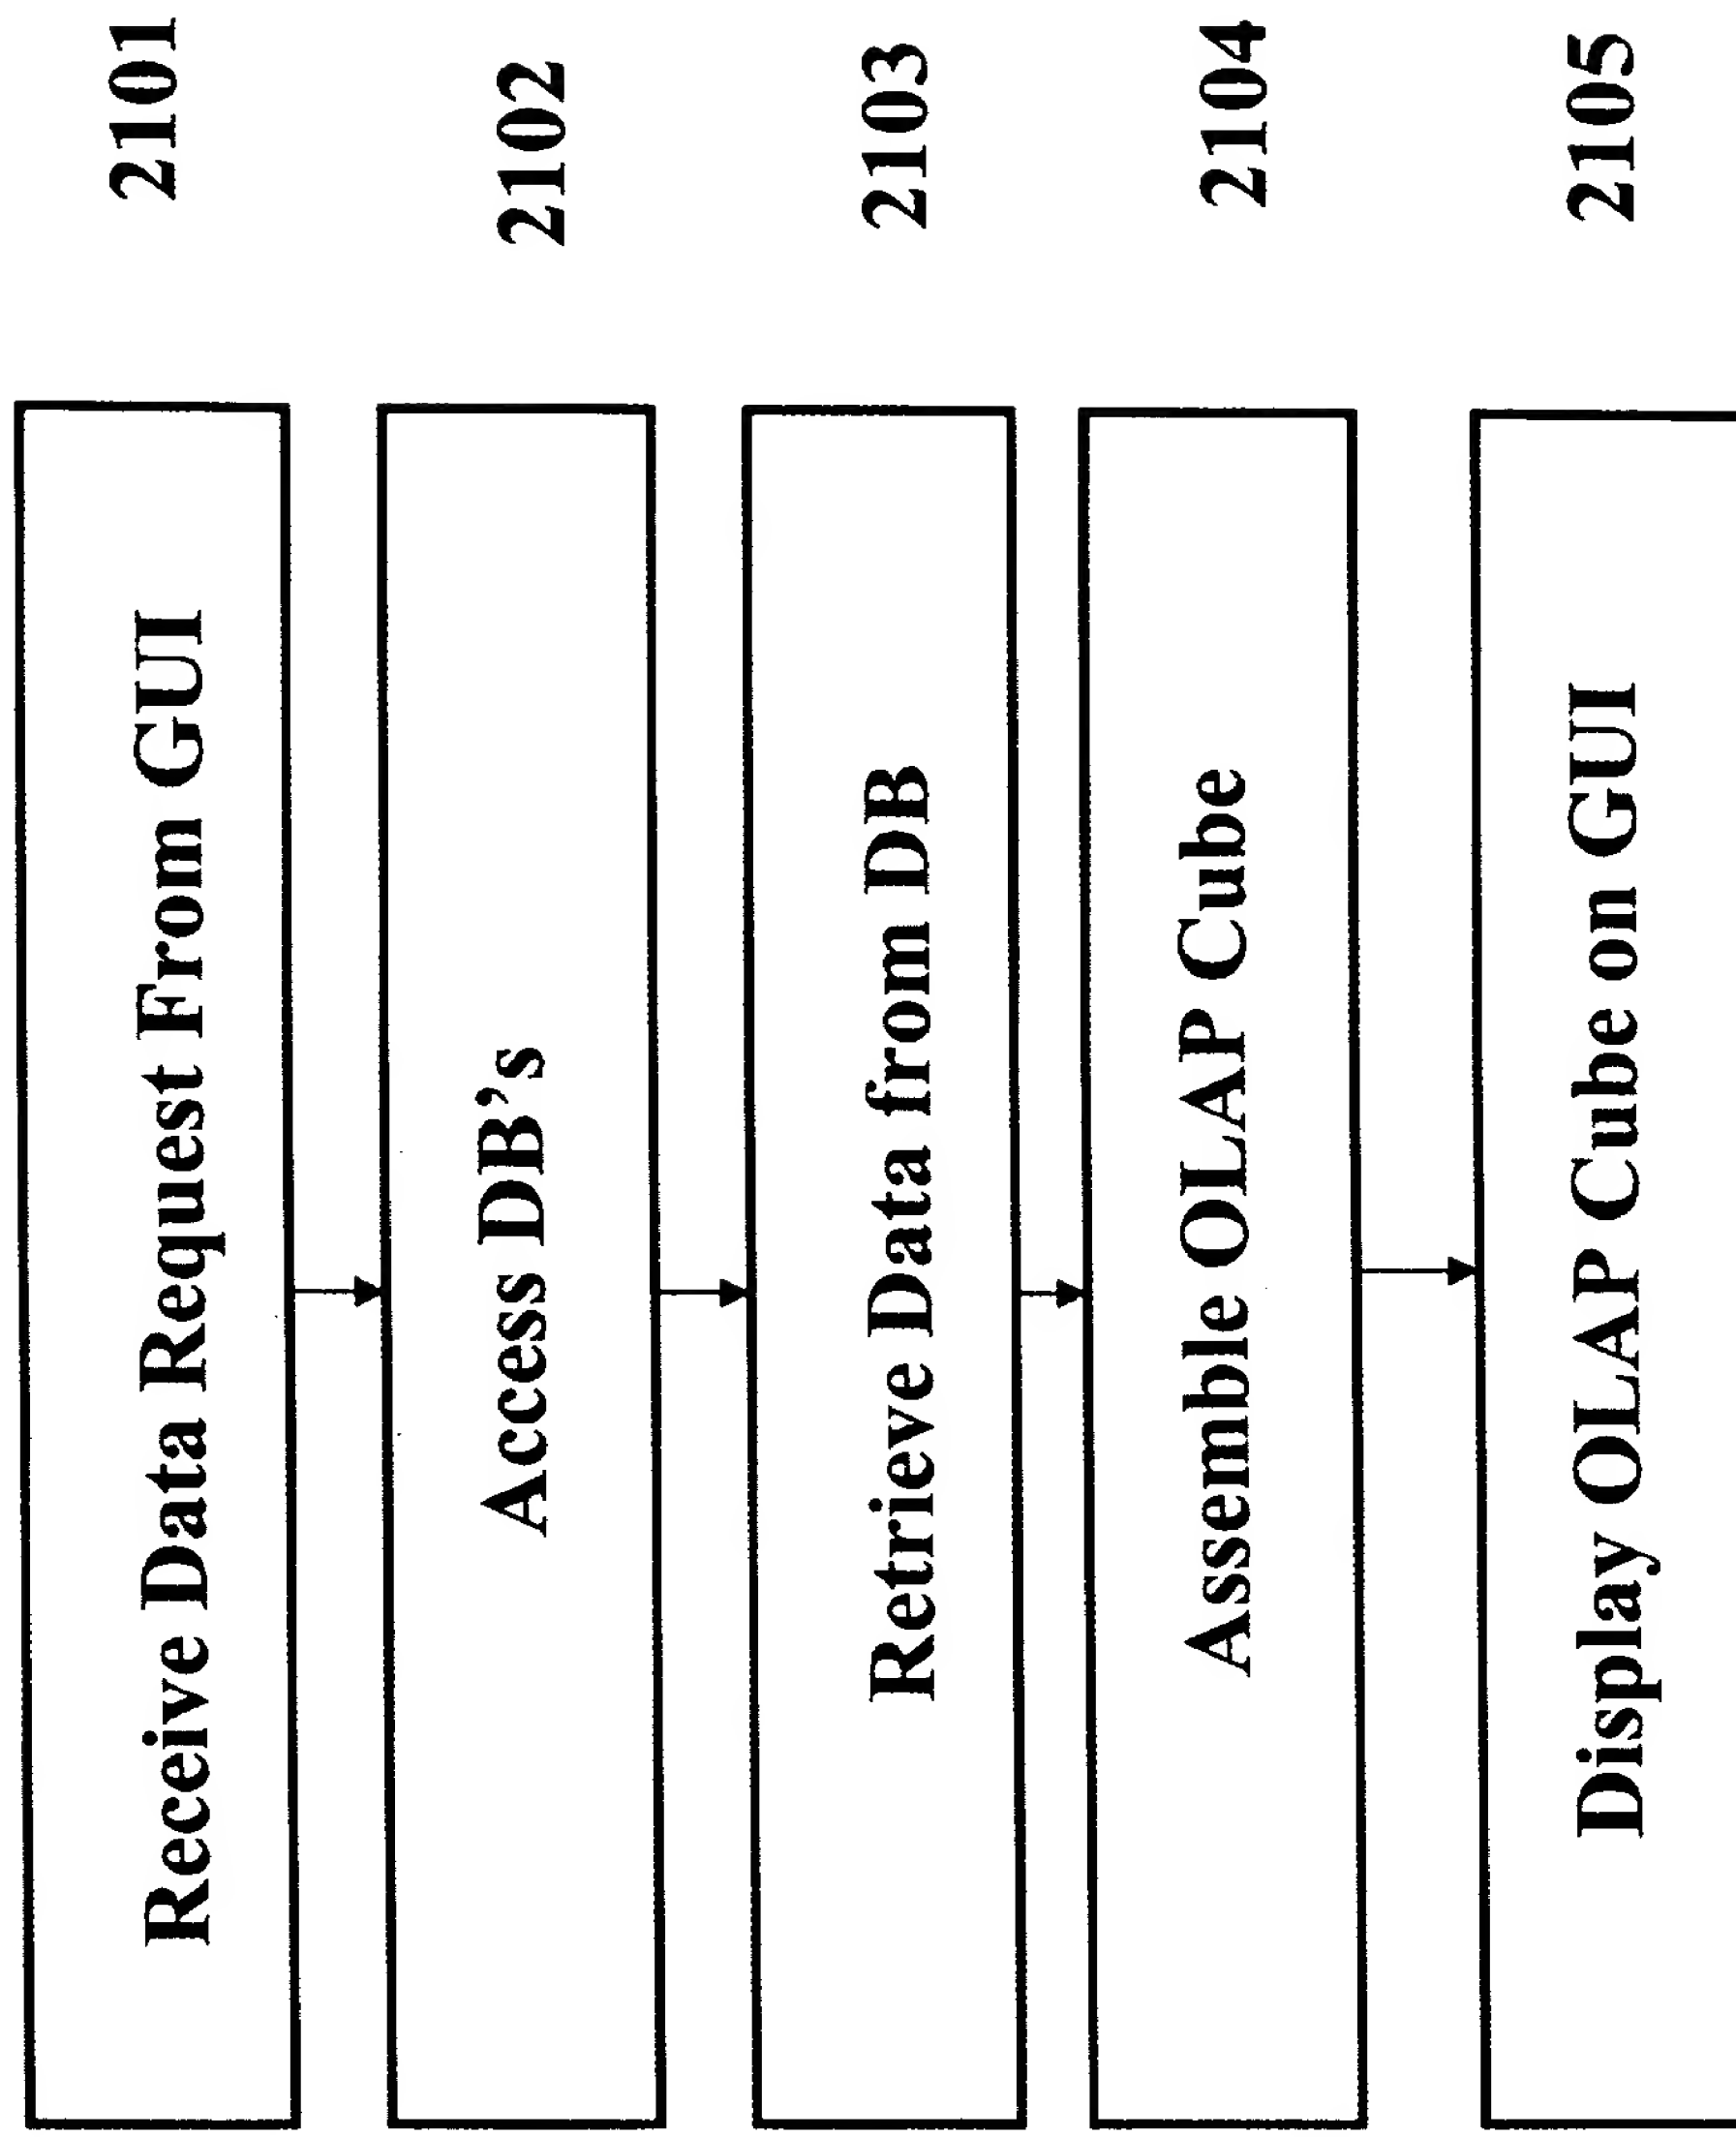 Receive Data Request From GUI
2101
Access DB's
2102
Retrieve Data from DB
2103
Assemble OLAP Cube
2104
Display OLAP Cube on GUI
2105